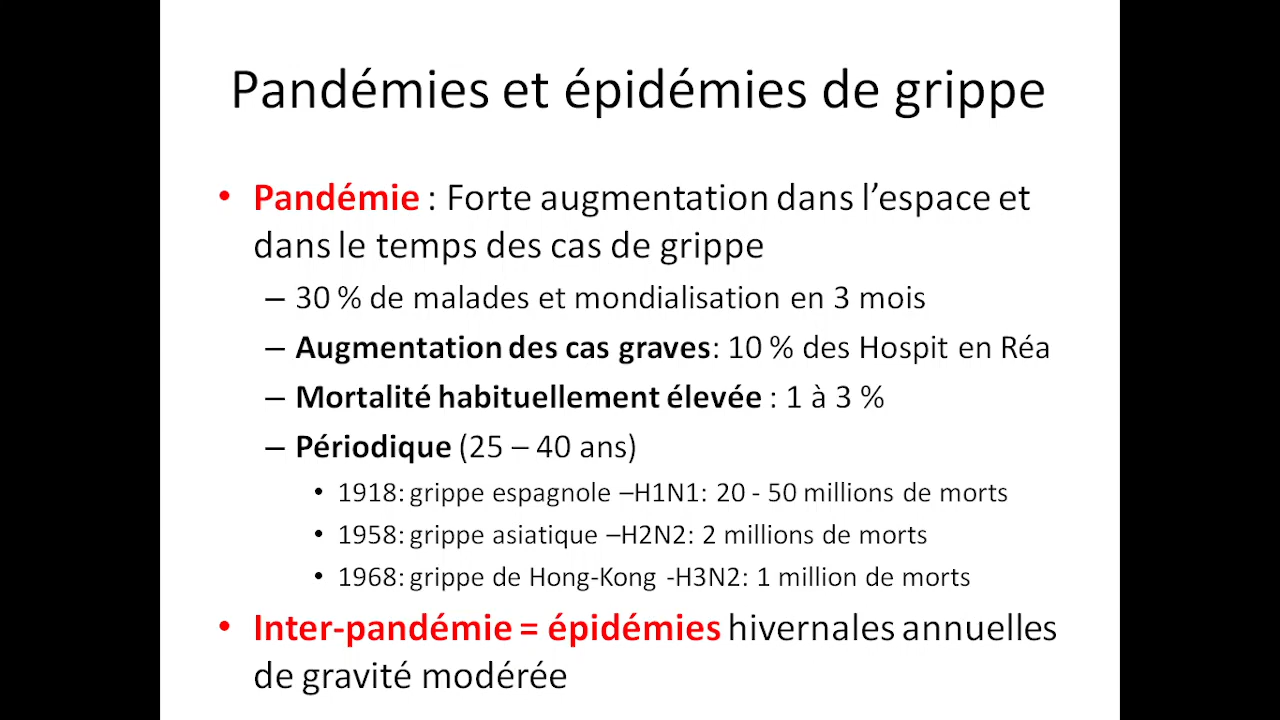 Pandémies et épidémies de grippe
• Pandémie : Forte augmentation dans l’espace et
dans le temps des cas de grippe
– 30 % de malades et mondialisation en 3 mois
– Augmentation des cas graves: 10 % des Hospit en Réa
– Mortalité habituellement élevée : 1 à 3 %
– Périodique (25 – 40 ans)
• 1918: grippe espagnole –H1N1: 20 - 50 millions de morts
• 1958: grippe asiatique –H2N2: 2 millions de morts
• 1968: grippe de Hong-Kong -H3N2: 1 million de morts
• Inter-pandémie = épidémies hivernales annuelles
de gravité modérée